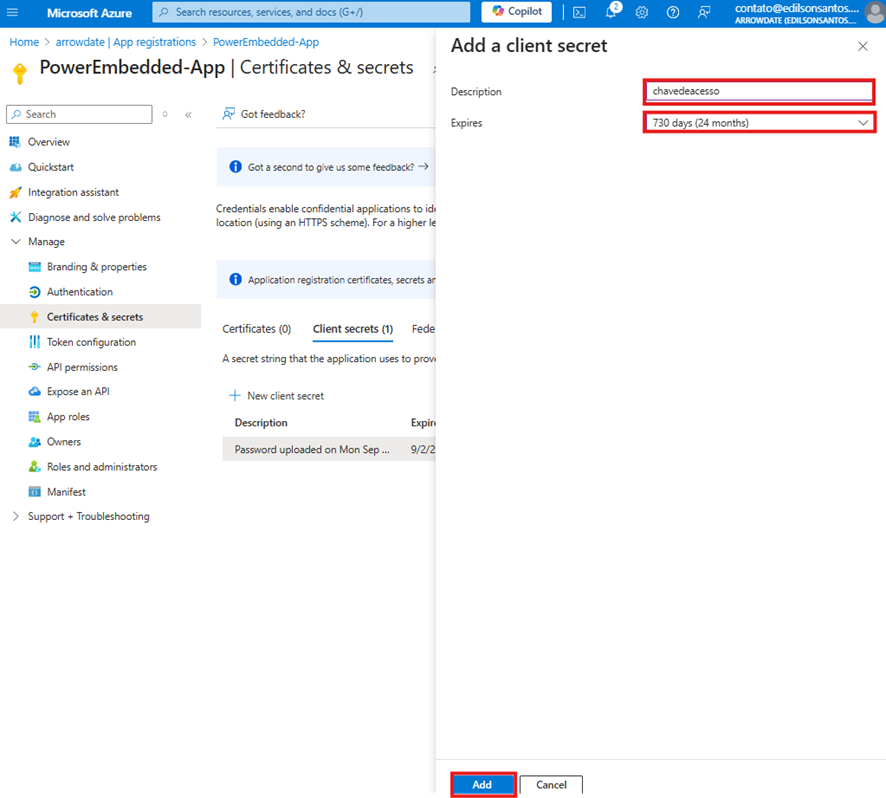 Microsoft Azure
Search resources, services, and docs (G+/)
Copilot
2
contato@edilsonsantos....
ARROWDATE (EDILSONSANTOS....
Home > arrowdate | App registrations > PowerEmbedded-App
PowerEmbedded-App | Certificates & secrets
Search
Got feedback?
Overview
Quickstart
Integration assistant
Diagnose and solve problems
Manage
Branding & properties
Authentication
Certificates & secrets
Token configuration
API permissions
Expose an API
App roles
Owners
Roles and administrators
Manifest
Support + Troubleshooting
Got a second to give us some feedback? →
Credentials enable confidential applications to ide
location (using an HTTPS scheme). For a higher le
Application registration certificates, secrets an
Certificates (0) Client secrets (1) Fede
A secret string that the application uses to prove
+ New client secret
Description Expire
Password uploaded on Mon Sep ... 9/2/2
Add a client secret
Description chavedeacesso
Expires 730 days (24 months)
Add Cancel